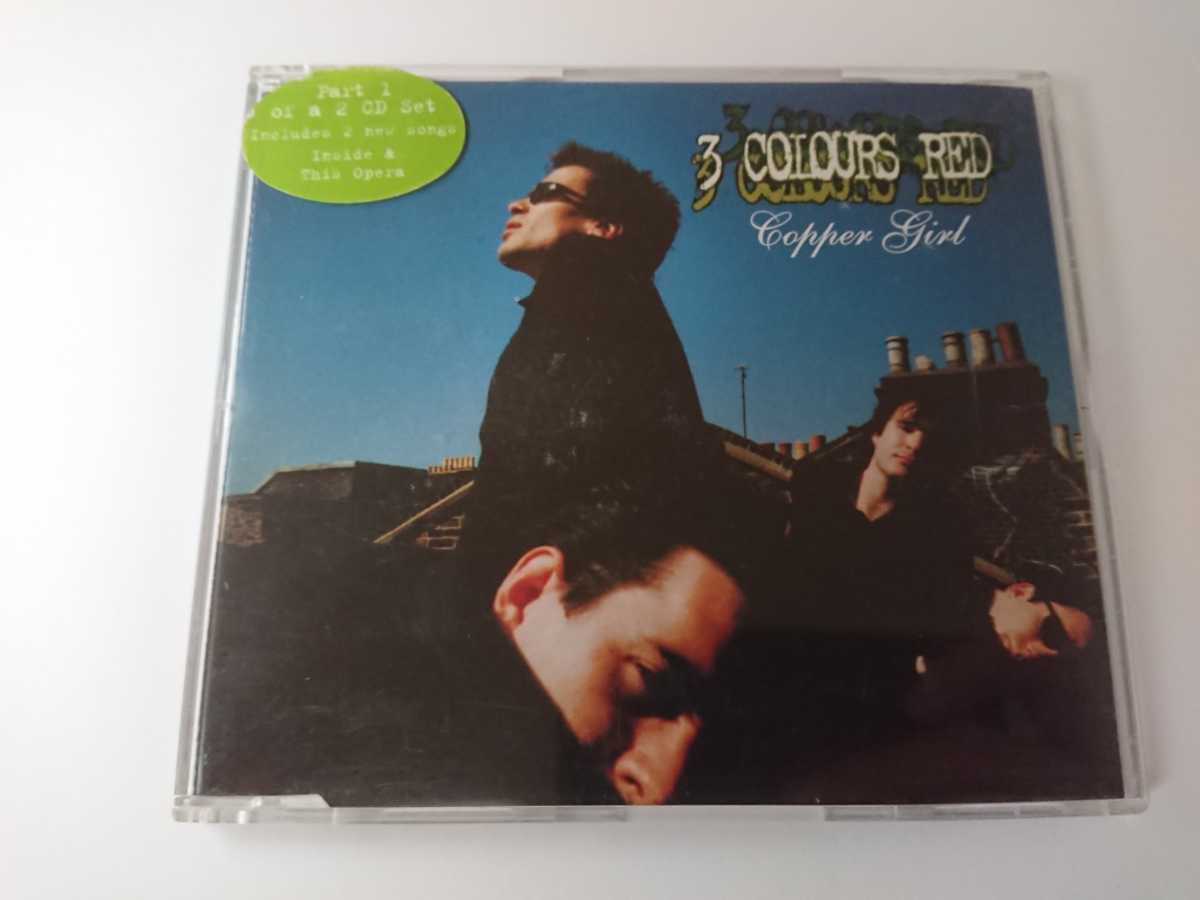 Part 1
of a 2 CD Set
Includes 2 new songs
Inside &
This Opera
3 COLOURS RED
Copper Girl